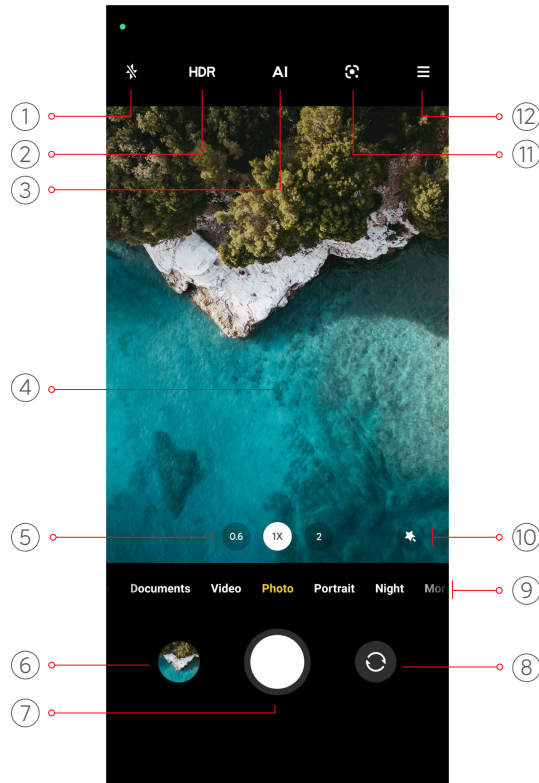 HDR AI
① ⑫
② ⑪
③
④
⑤ 0.6 1X 2 ⑩
Documents Video Photo Portrait Night Mor ⑨
⑥ ⑧
⑦